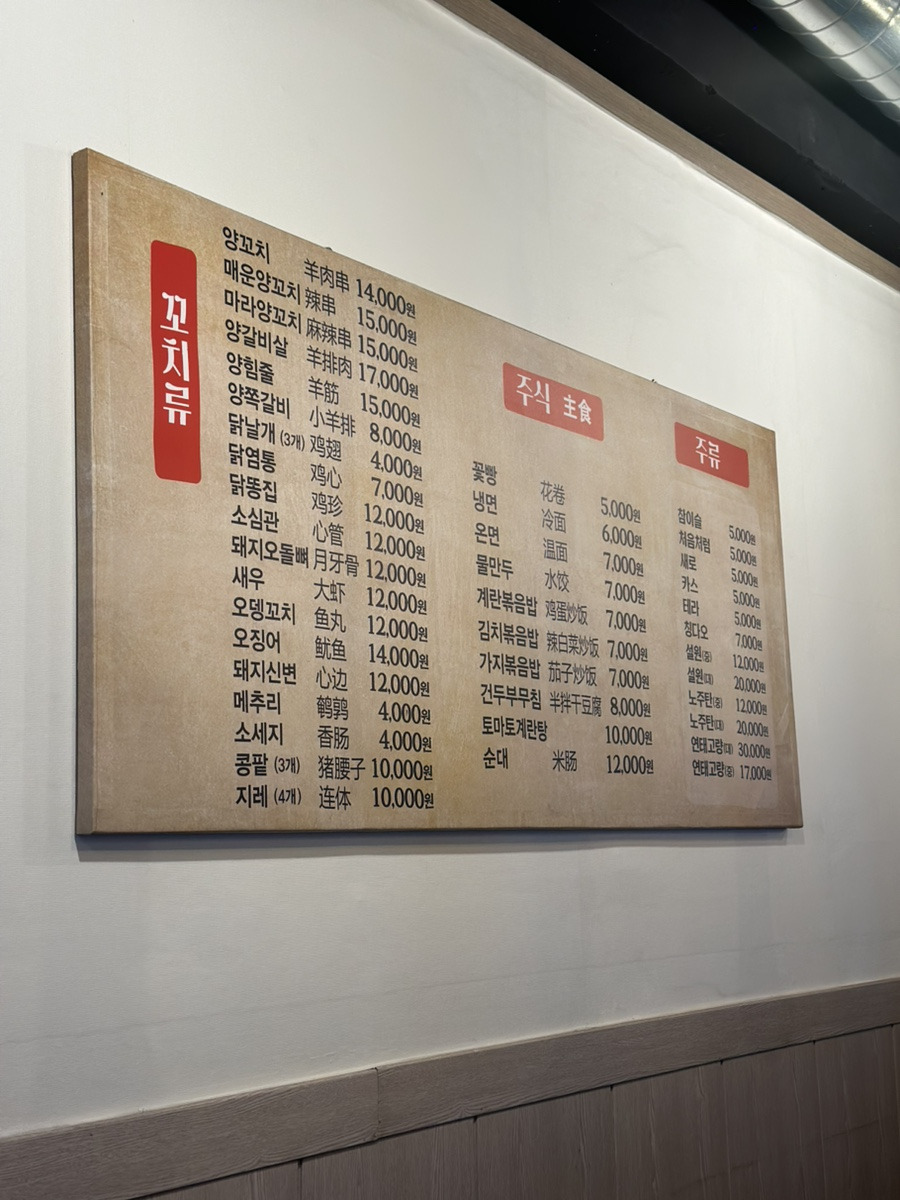 꼬치류
양꼬치 羊肉串 14,000원
매운양꼬치 辣串 15,000원
마라양꼬치 麻辣串 15,000원
양갈비살 羊排肉 17,000원
양힘줄 羊筋 15,000원
양쪽갈비 小羊排 8,000원
닭날개 (3개) 鸡翅 4,000원
닭염통 鸡心 7,000원
닭똥집 鸡珍 12,000원
소심관 心管 12,000원
돼지오돌뼈 月牙骨 12,000원
새우 大虾 12,000원
오뎅꼬치 鱼丸 12,000원
오징어 鱿鱼 14,000원
돼지신변 心边 12,000원
메추리 鹌鹑 4,000원
소세지 香肠 4,000원
콩팥 (3개) 猪腰子 10,000원
지레 (4개) 连体 10,000원
주식 主食
꽃빵 花卷 5,000원
냉면 冷面 6,000원
온면 温面 7,000원
물만두 水饺 7,000원
계란볶음밥 鸡蛋炒饭 7,000원
김치볶음밥 辣白菜炒饭 7,000원
가지볶음밥 茄子炒饭 7,000원
건두부무침 半拌干豆腐 8,000원
토마토계란탕 10,000원
순대 米肠 12,000원
주류
참이슬 5,000원
처음처럼 5,000원
새로 5,000원
카스 5,000원
테라 5,000원
칭다오 7,000원
설원(중) 12,000원
설원(대) 20,000원
노주탄(중) 12,000원
노주탄(대) 20,000원
연태고량(대) 30,000원
연태고량(중) 17,000원